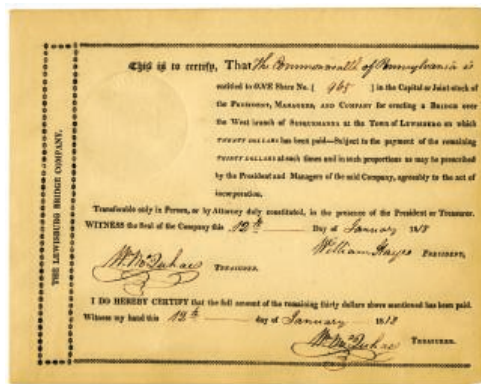 THE LEWISBURG BRIDGE COMPANY.
This is to certify, That The Commonwealth of Pennsylvania is
entitled to ONE Share No. [ 965 ] in the Capital or Joint stock of
the PRESIDENT, MANAGERS, AND COMPANY for erecting a BRIDGE over
the West branch of SUSQUEHANNA at the TOWN of LEWISBURG on which
TWENTY DOLLARS has been paid—Subject to the payment of the remaining
THIRTY DOLLARS at such times and in such proportions as may be prescribed
by the President and Managers of the said Company, agreeably to the act of
incorporation.
Transferable only in Person, or by Attorney duly constituted, in the presence of the President or Treasurer.
WITNESS the Seal of the Company this 12th Day of January 1818
William Hayes PRESIDENT,
Wm. McQuhae TREASURER.
I DO HEREBY CERTIFY that the full amount of the remaining thirty dollars above mentioned has been paid.
Witness my hand this 12th day of January 1818
Wm. McQuhae TREASURER.